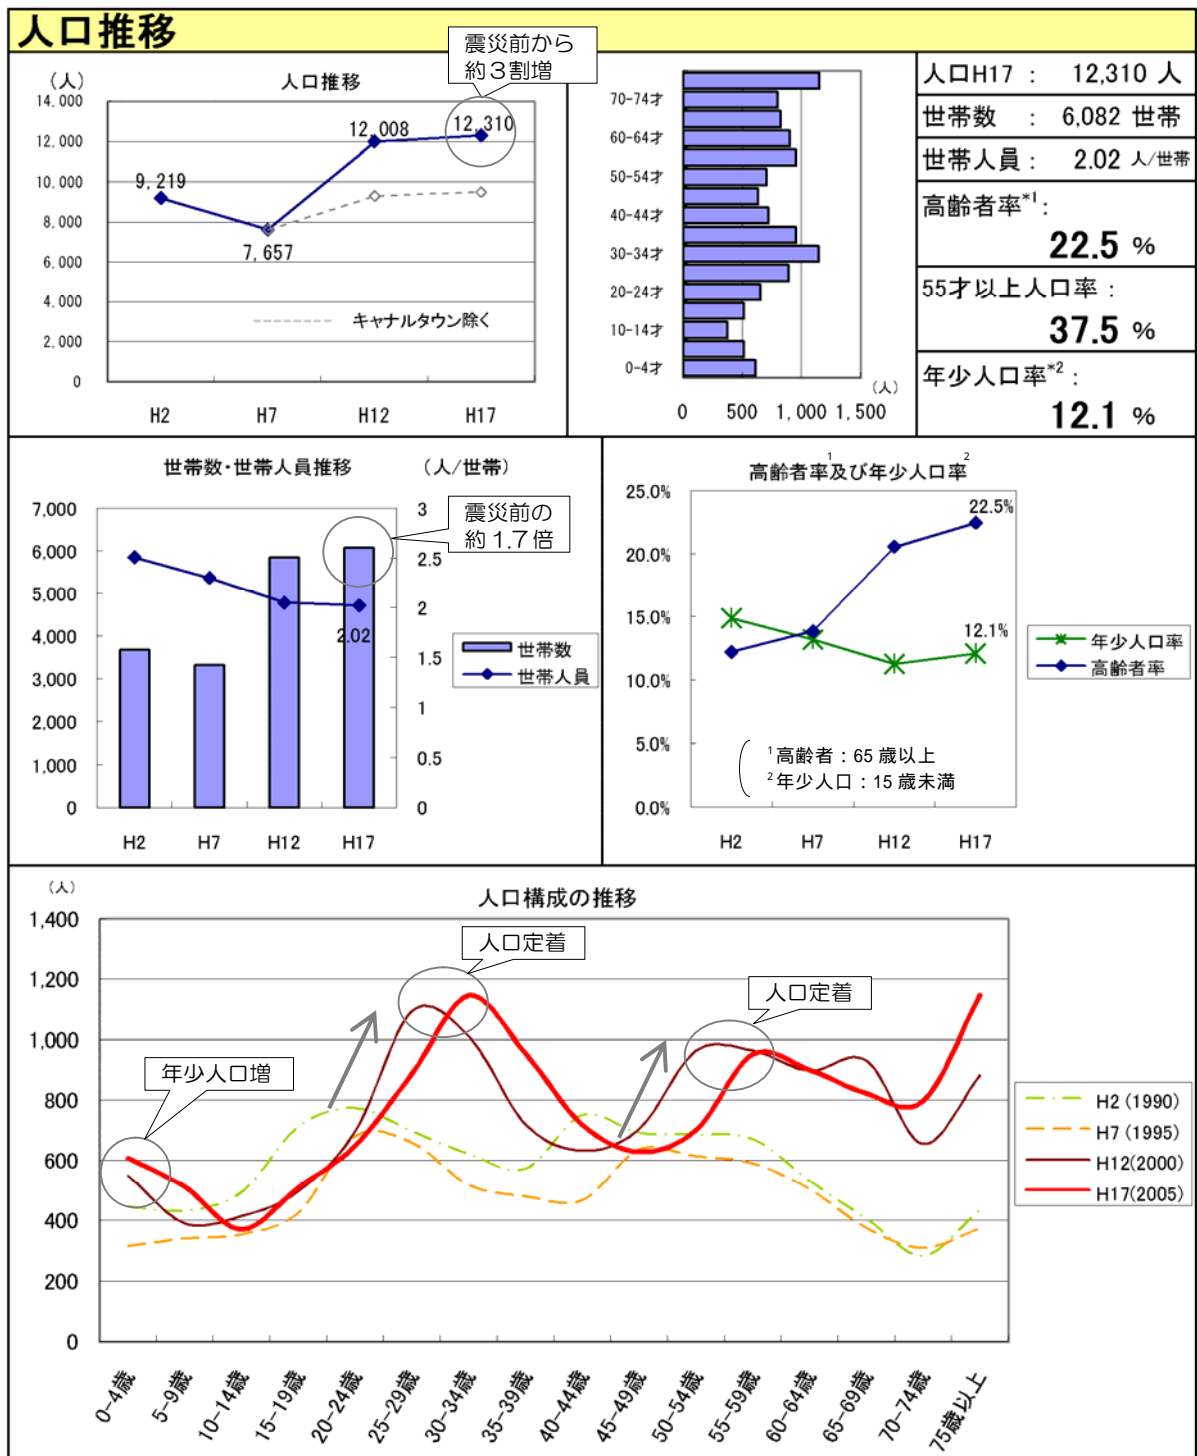 人口推移
震災前から
約３割増
（人）
人口推移
14,000
12,000
10,000
8,000
6,000
4,000
2,000
0
9,219
7,657
12,008
12,310
キャナルタウン除く
H2 H7 H12 H17
70-74才
60-64才
50-54才
40-44才
30-34才
20-24才
10-14才
0-4才
（人）
0 500 1,000 1,500
人口H17 : 12,310 人
世帯数 : 6,082 世帯
世帯人員 : 2.02 人/世帯
高齢者率*1:
22.5 %
55才以上人口率 :
37.5 %
年少人口率*2 :
12.1 %
世帯数・世帯人員推移
（人/世帯）
震災前の
約1.7倍
7,000
6,000
5,000
4,000
3,000
2,000
1,000
0
3
2.5
2
1.5
1
0.5
0
2.02
世帯数
世帯人員
H2 H7 H12 H17
高齢者率1及び年少人口率2
25.0%
20.0%
15.0%
10.0%
5.0%
0.0%
22.5%
12.1%
年少人口率
高齢者率
1 高齢者：65 歳以上
2 年少人口：15 歳未満
H2 H7 H12 H17
（人）
人口構成の推移
1,400
1,200
1,000
800
600
400
200
0
年少人口増
人口定着
人口定着
H2 (1990)
H7 (1995)
H12(2000)
H17(2005)
0-4歳
5-9歳
10-14歳
15-19歳
20-24歳
25-29歳
30-34歳
35-39歳
40-44歳
45-49歳
50-54歳
55-59歳
60-64歳
65-69歳
70-74歳
75歳以上